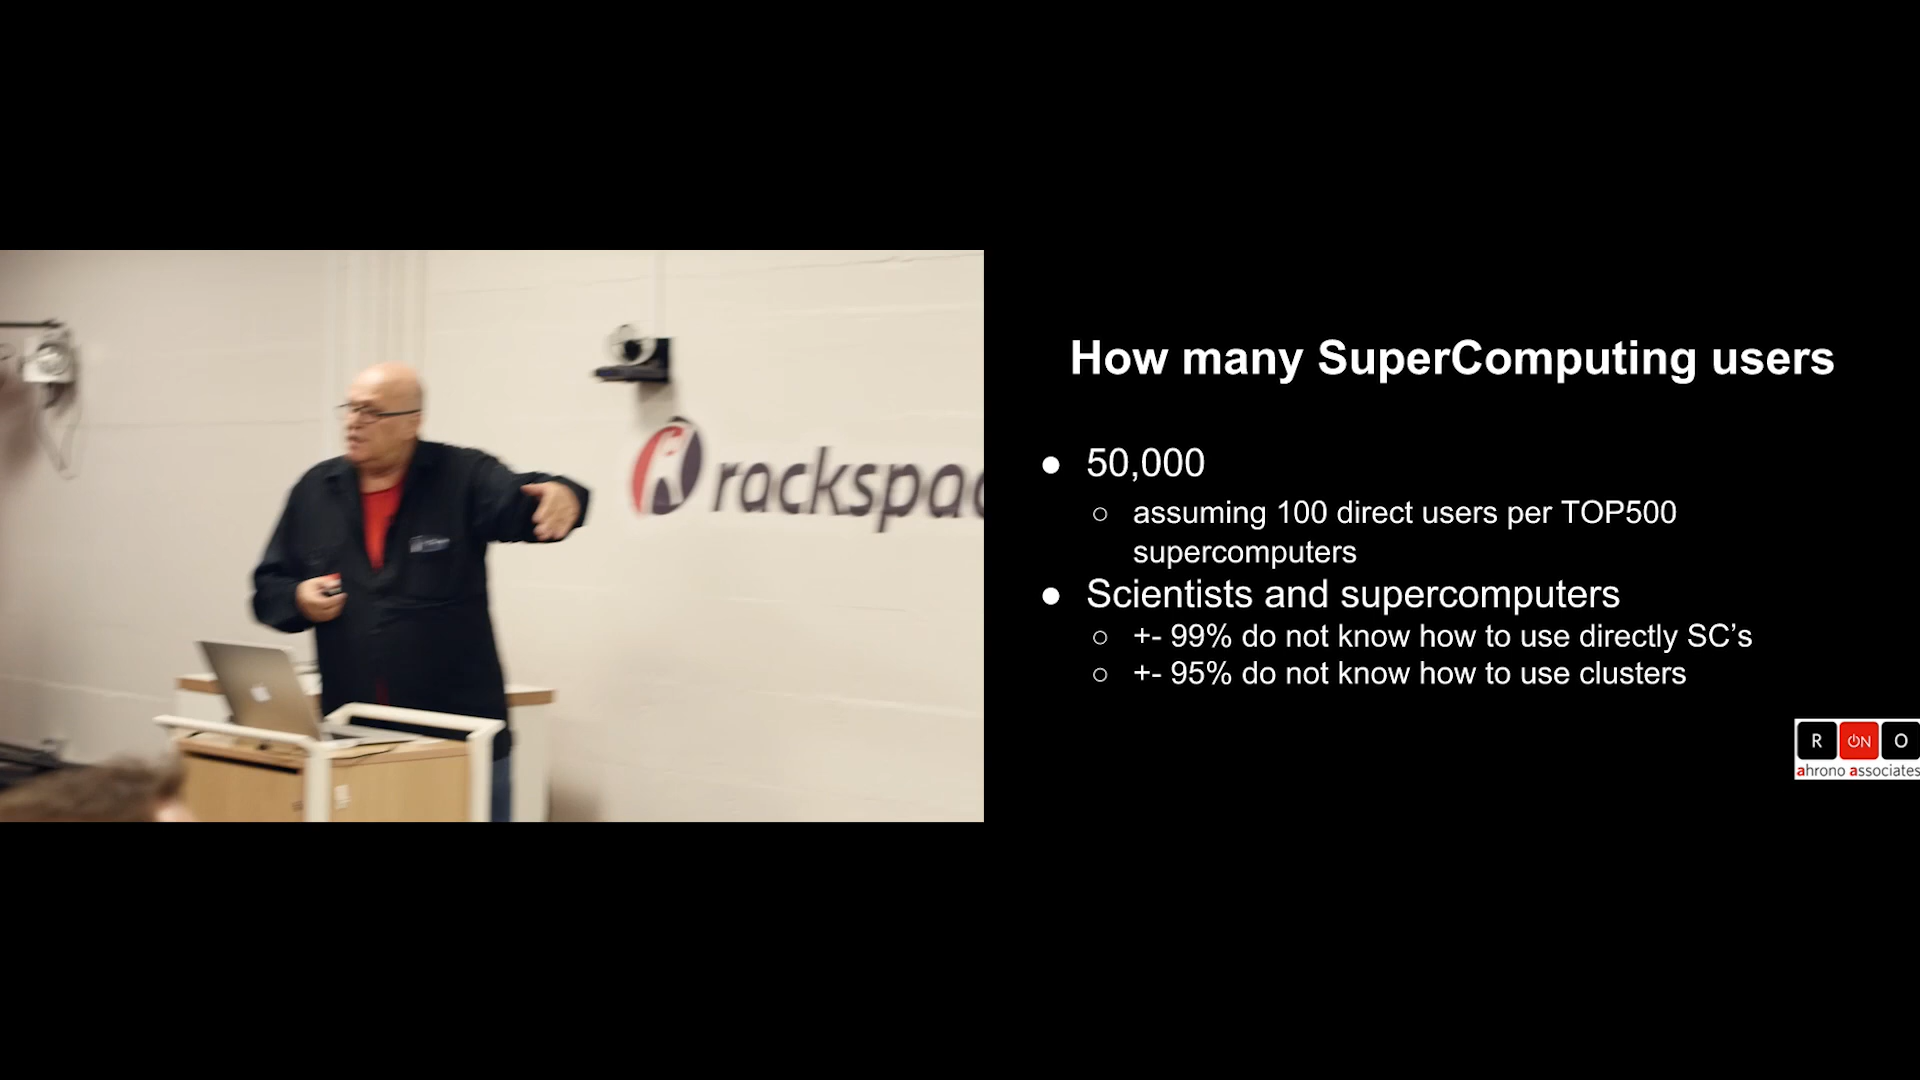 rackspac
How many SuperComputing users
● 50,000
○ assuming 100 direct users per TOP500
supercomputers
● Scientists and supercomputers
○ +- 99% do not know how to use directly SC’s
○ +- 95% do not know how to use clusters
R ON O
ahrono associates